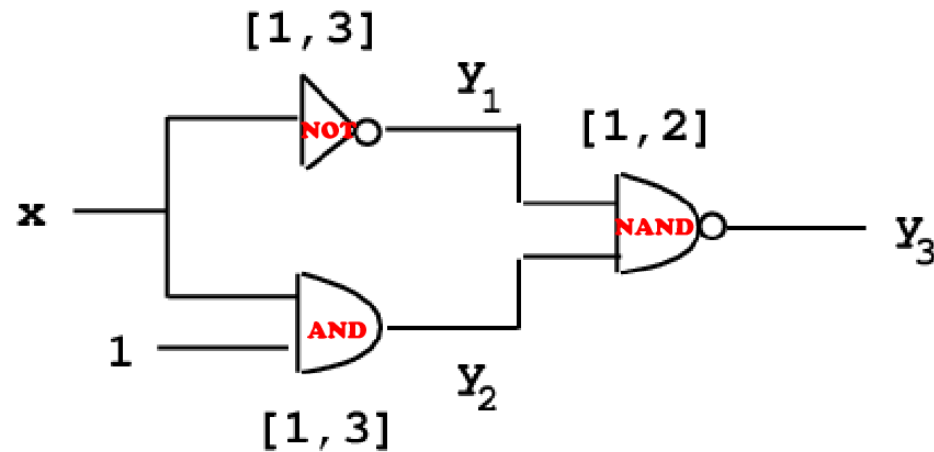 [1,3]
y1
[1,2]
NOT
x
NAND
y3
AND
1
y2
[1,3]